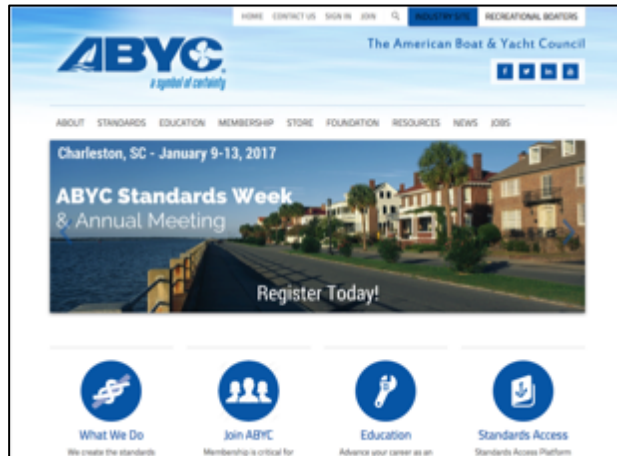 HOME CONTACT US SIGN IN JOIN INDUSTRY SITE RECREATIONAL BOATERS
ABYC
a symbol of certainty
The American Boat & Yacht Council
ABOUT STANDARDS EDUCATION MEMBERSHIP STORE FOUNDATION RESOURCES NEWS JOBS
Charleston, SC - January 9-13, 2017
ABYC Standards Week
& Annual Meeting
Register Today!
What We Do Join ABYC Education Standards Access
We create the standards Membership is critical for Advance your career as an Standards Access Platform